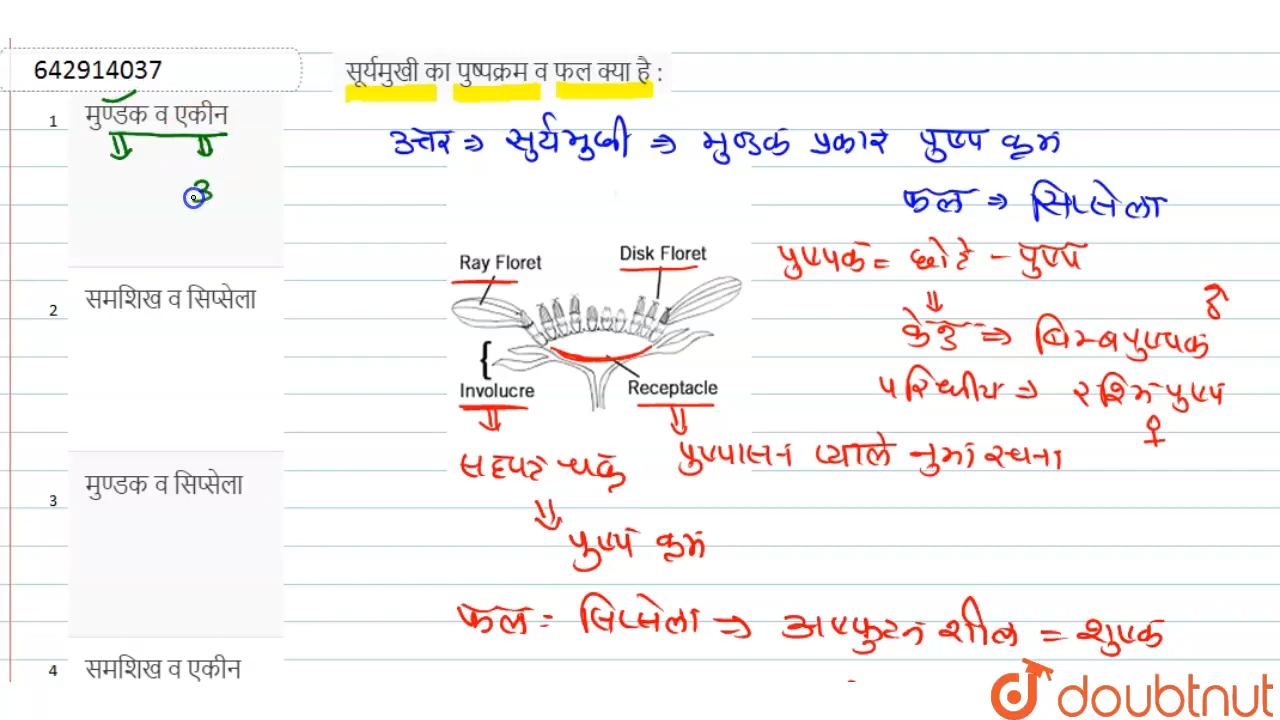 642914037
सूर्यमुखी का पुष्पक्रम व फल क्या है :
1 मुण्डक व एकीन
उत्तर ⇒ सुर्यमुखी ⇒ मुण्डक प्रकार पुष्प क्रम
फल ⇒ सिप्सेला
3
Ray Floret
Disk Floret
पुष्पक = छोटे - पुष्प
2 समशिख व सिप्सेला
⇒ बिम्बपुष्पक ♂
परिधीय ⇒ रश्मि पुष्प ♀
Involucre
Receptacle
पुष्पासन प्याले नुमा रचना
3 मुण्डक व सिप्सेला
पुष्प क्रम
फल = सिप्सेला ⇒ अस्फुटन शील = शुष्क
4 समशिख व एकीन
doubtnut